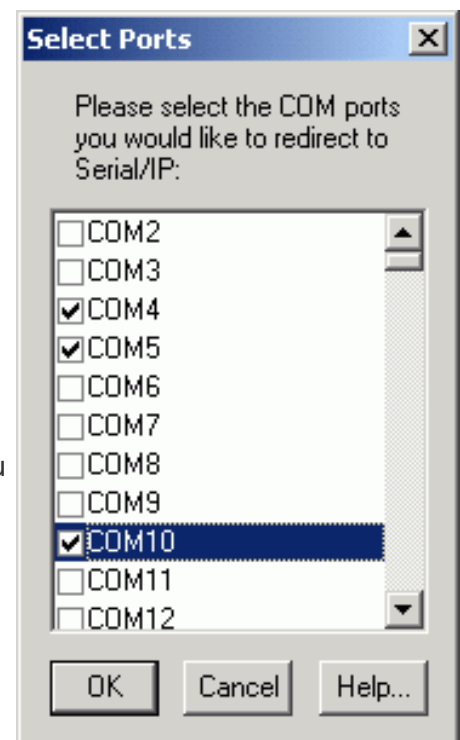 Select Ports
Please select the COM ports
you would like to redirect to
Serial/IP:
COM2
COM3
COM4
COM5
COM6
COM7
COM8
COM9
COM10
COM11
COM12
OK Cancel Help...